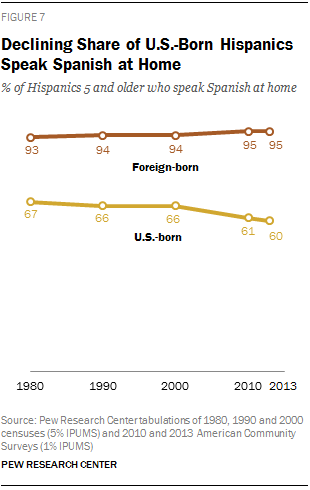 FIGURE 7
Declining Share of U.S.-Born Hispanics
Speak Spanish at Home
% of Hispanics 5 and older who speak Spanish at home
93 94 94 95 95
Foreign-born
67 66 66 61 60
U.S.-born
1980 1990 2000 2010 2013
Source: Pew Research Center tabulations of 1980, 1990 and 2000
censuses (5% IPUMS) and 2010 and 2013 American Community
Surveys (1% IPUMS)
PEW RESEARCH CENTER